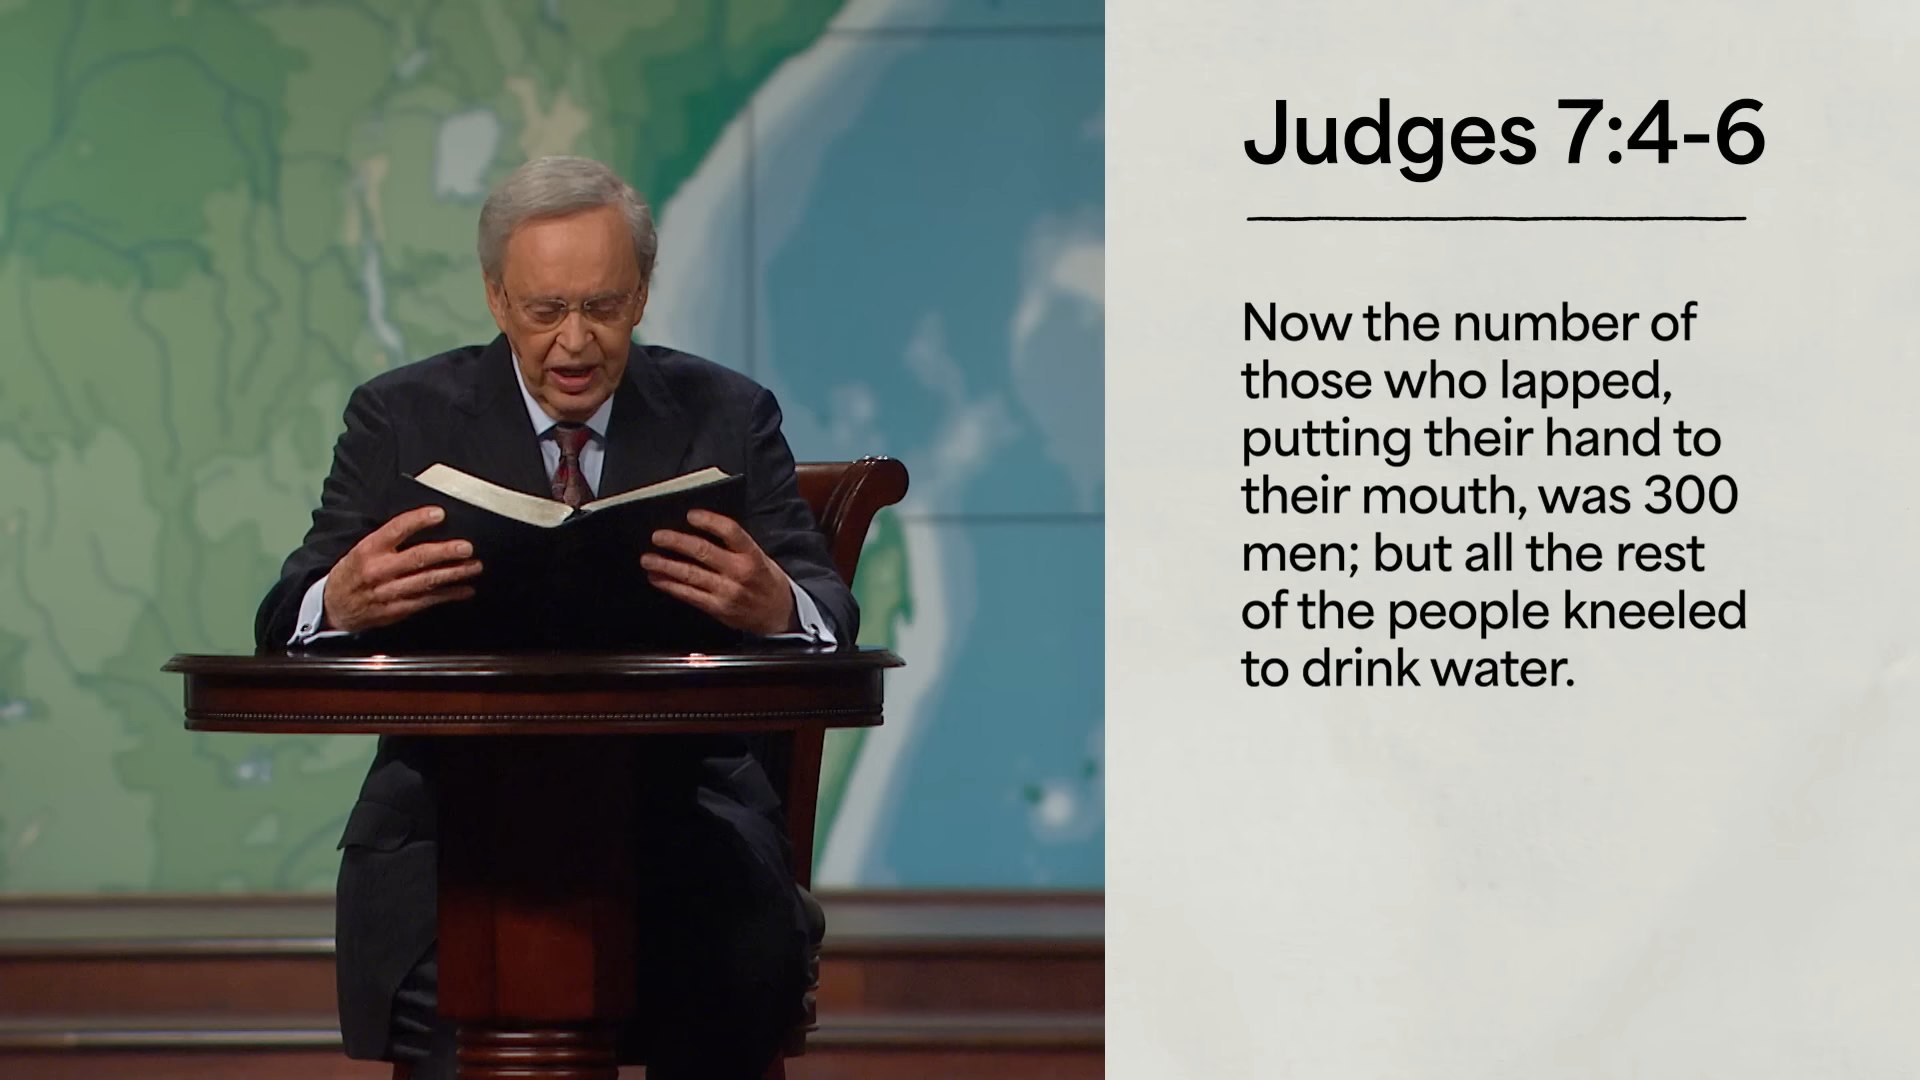 Judges 7:4-6
Now the number of
those who lapped,
putting their hand to
their mouth, was 300
men; but all the rest
of the people kneeled
to drink water.